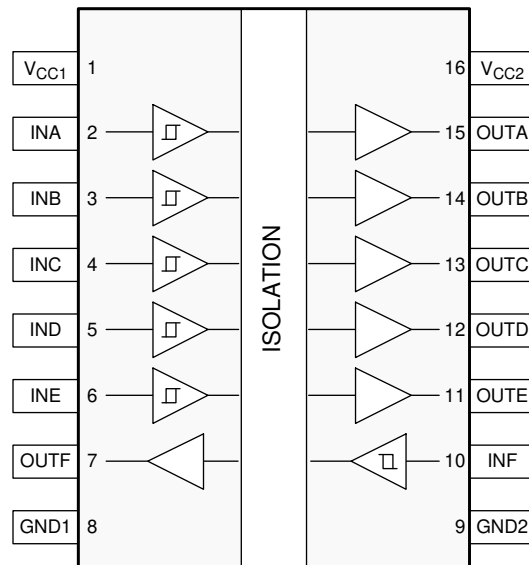 VCC1 1 16 VCC2
INA 2 15 OUTA
INB 3 14 OUTB
INC 4 13 OUTC
IND 5 12 OUTD
INE 6 11 OUTE
OUTF 7 10 INF
GND1 8 9 GND2
ISOLATION